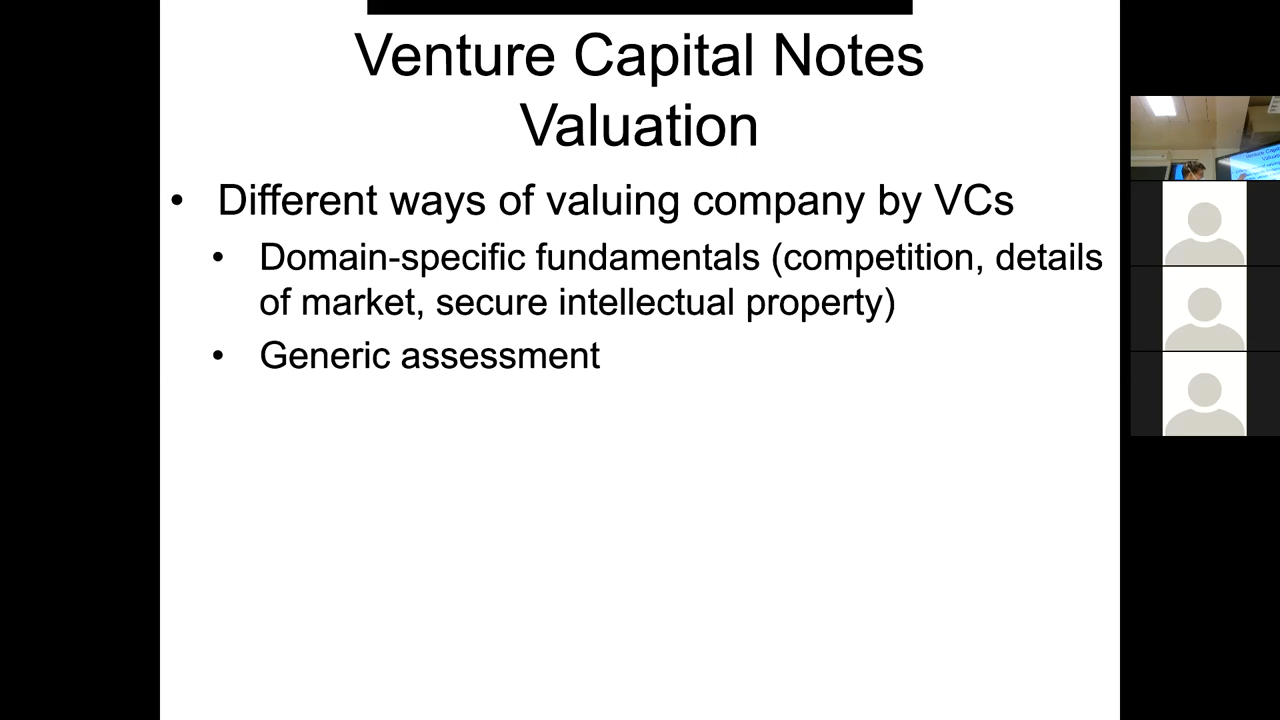 Venture Capital Notes
Valuation
• Different ways of valuing company by VCs
• Domain-specific fundamentals (competition, details
of market, secure intellectual property)
• Generic assessment